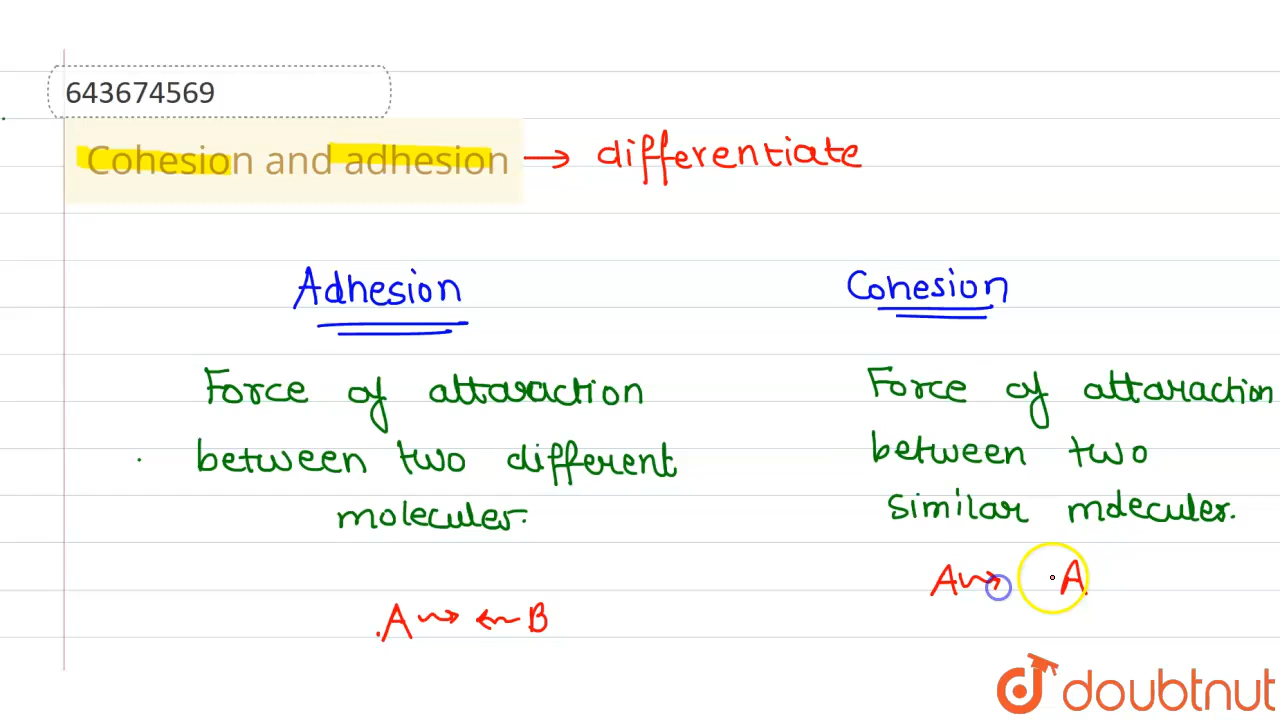 643674569
Cohesion and adhesion → differentiate
Adhesion
Force of attaraction
between two different
moleculer.
A ⇝ ⇜ B
Cohesion
Force of attaraction
between two
similar mdeculer.
A ⇝ A
doubtnut